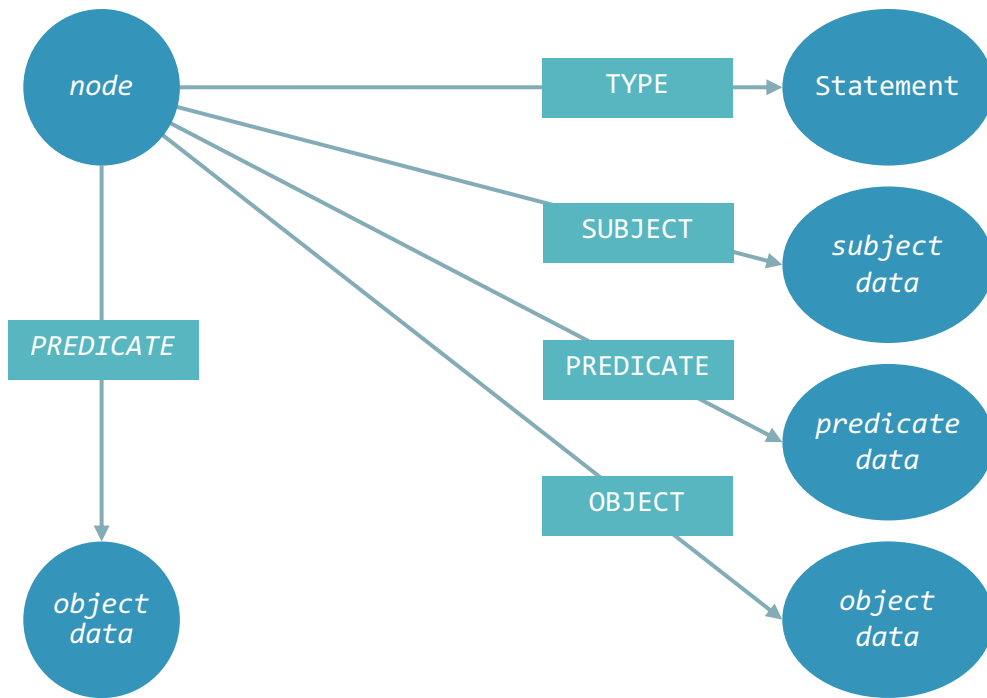 node
TYPE
Statement
SUBJECT
subject
data
PREDICATE
PREDICATE
predicate
data
OBJECT
object
data
object
data